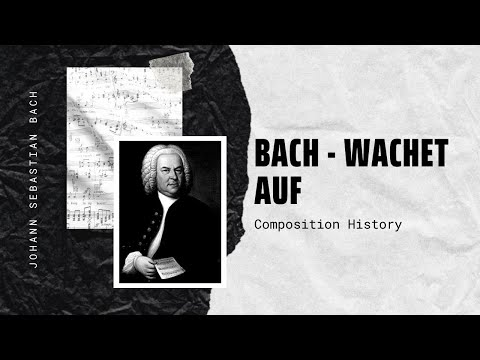 JOHANN SEBASTIAN BACH
BACH - WACHET
AUF
Composition History